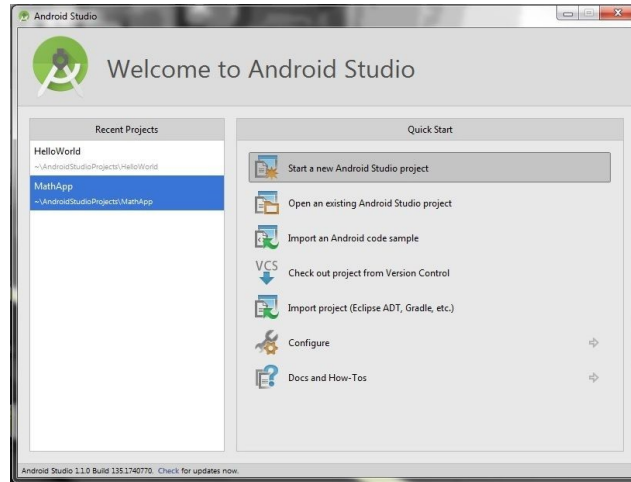 Android Studio
Welcome to Android Studio
Recent Projects
HelloWorld
~\AndroidStudioProjects\HelloWorld
MathApp
~\AndroidStudioProjects\MathApp
Quick Start
Start a new Android Studio project
Open an existing Android Studio project
Import an Android code sample
VCS
Check out project from Version Control
Import project (Eclipse ADT, Gradle, etc.)
Configure
Docs and How-Tos
Android Studio 1.1.0 Build 135.1740770. Check for updates now.